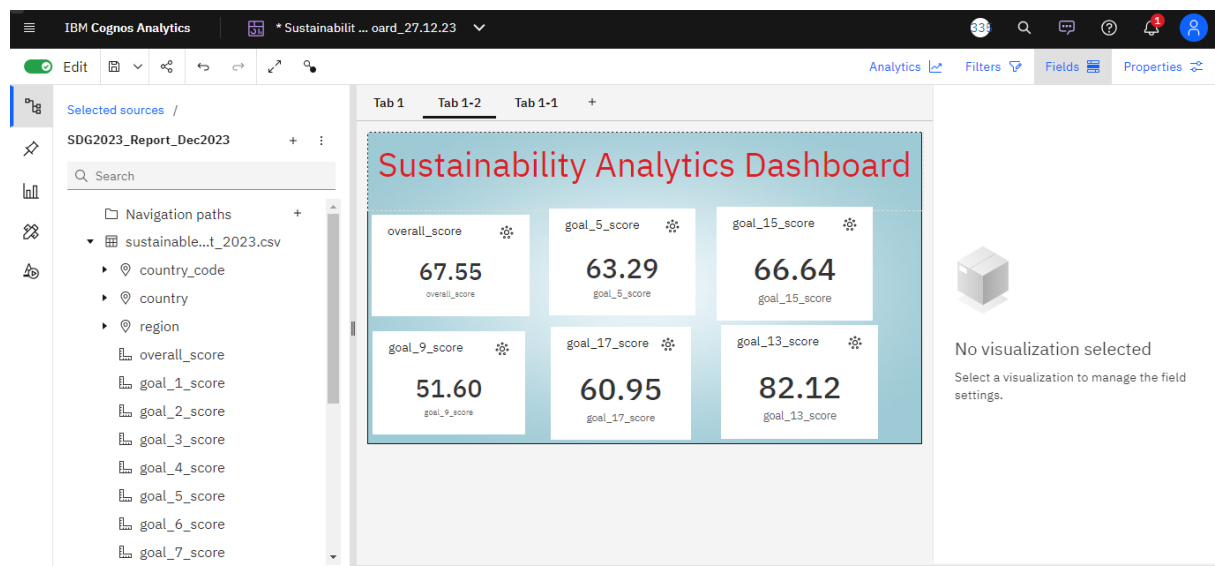 IBM Cognos Analytics
* Sustainabilit ... oard_27.12.23
335
1
Edit
Analytics
Filters
Fields
Properties
Selected sources /
SDG2023_Report_Dec2023
Search
Navigation paths
sustainable...t_2023.csv
country_code
country
region
overall_score
goal_1_score
goal_2_score
goal_3_score
goal_4_score
goal_5_score
goal_6_score
goal_7_score
Tab 1 Tab 1-2 Tab 1-1 +
Sustainability Analytics Dashboard
overall_score
67.55
overall_score
goal_5_score
63.29
goal_5_score
goal_15_score
66.64
goal_15_score
goal_9_score
51.60
goal_9_score
goal_17_score
60.95
goal_17_score
goal_13_score
82.12
goal_13_score
No visualization selected
Select a visualization to manage the field
settings.